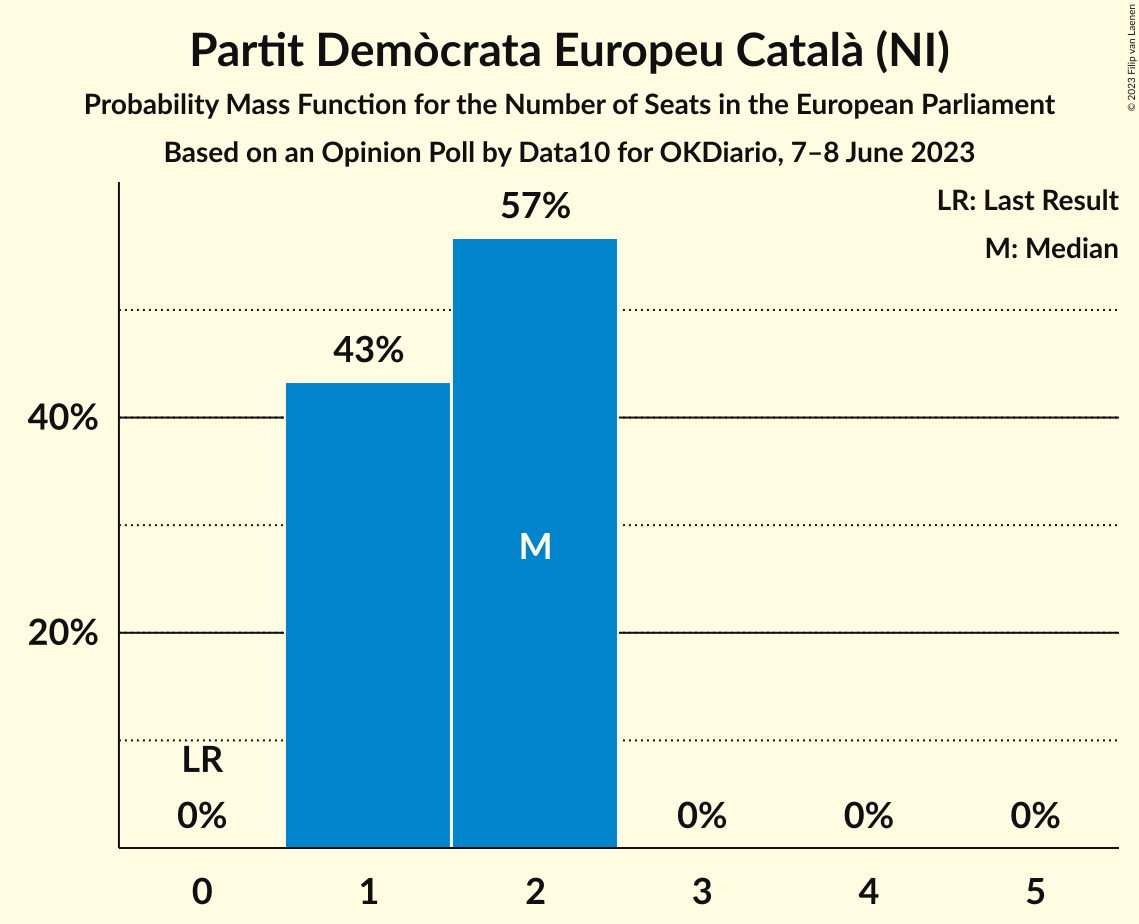 Partit Demòcrata Europeu Català (NI)
Probability Mass Function for the Number of Seats in the European Parliament
Based on an Opinion Poll by Data10 for OKDiario, 7–8 June 2023
© 2023 Filip van Laenen
LR: Last Result
M: Median
57%
43%
40%
M
20%
LR
0%
0%
0%
0%
0
1
2
3
4
5